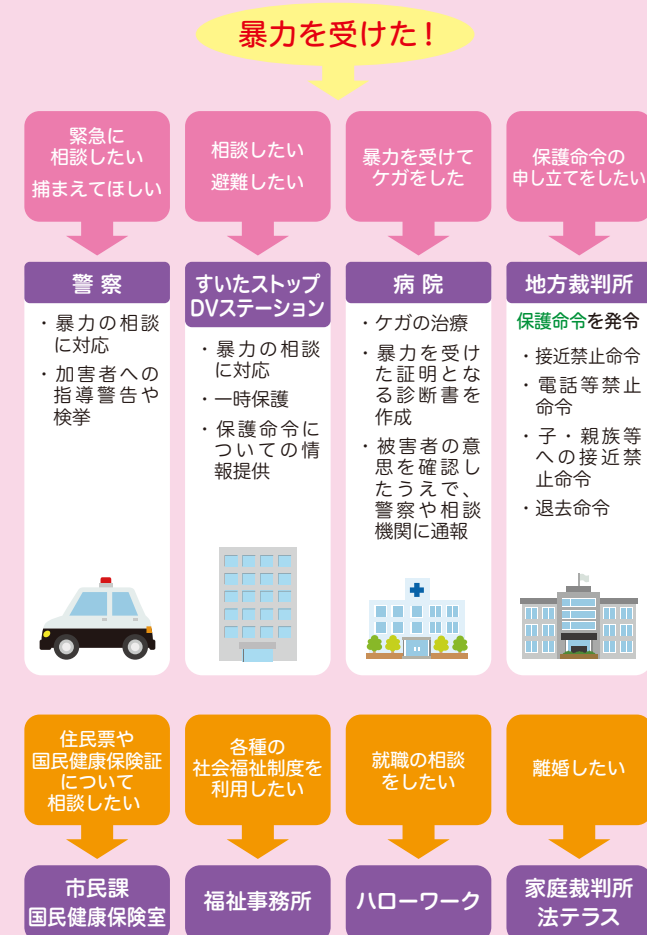 暴力を受けた!
緊急に
相談したい
捕まえてほしい
相談したい
避難したい
暴力を受けて
ケガをした
保護命令の
申し立てをしたい
警 察
・暴力の相談
に対応
・加害者への
指導警告や
検挙
すいたストップ
DVステーション
・暴力の相談
に対応
・一時保護
・保護命令に
ついての情
報提供
病 院
・ケガの治療
・暴力を受け
た証明とな
る診断書を
作成
・被害者の意
思を確認し
たうえで、
警察や相談
機関に通報
地方裁判所
保護命令を発令
・接近禁止命令
・電話等禁止
命令
・子・親族等
への接近禁
止命令
・退去命令
住民票や
国民健康保険証
について
相談したい
各種の
社会福祉制度を
利用したい
就職の相談
をしたい
離婚したい
市民課
国民健康保険室
福祉事務所
ハローワーク
家庭裁判所
法テラス